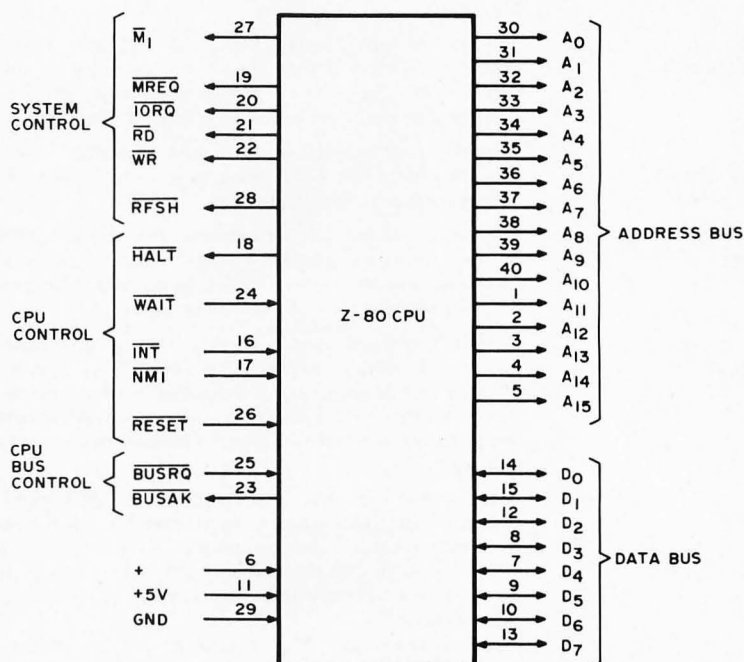 27 M1
19 MREQ
20 IORQ
21 RD
22 WR
28 RFSH
SYSTEM
CONTROL
18 HALT
24 WAIT
16 INT
17 NMI
26 RESET
CPU
CONTROL
25 BUSRQ
23 BUSAK
CPU
BUS
CONTROL
6 +
11 +5V
29 GND
Z-80 CPU
30 A0
31 A1
32 A2
33 A3
34 A4
35 A5
36 A6
37 A7
38 A8
39 A9
40 A10
1 A11
2 A12
3 A13
4 A14
5 A15
ADDRESS BUS
14 D0
15 D1
12 D2
8 D3
7 D4
9 D5
10 D6
13 D7
DATA BUS